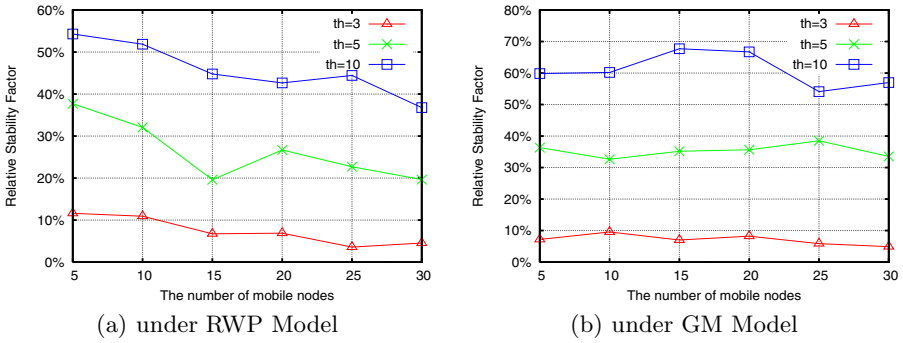 60%
50%
40%
30%
20%
10%
0%
Relative Stability Factor
th=3
th=5
th=10
5 10 15 20 25 30
The number of mobile nodes
(a) under RWP Model
80%
70%
60%
50%
40%
30%
20%
10%
0%
Relative Stability Factor
th=3
th=5
th=10
5 10 15 20 25 30
The number of mobile nodes
(b) under GM Model